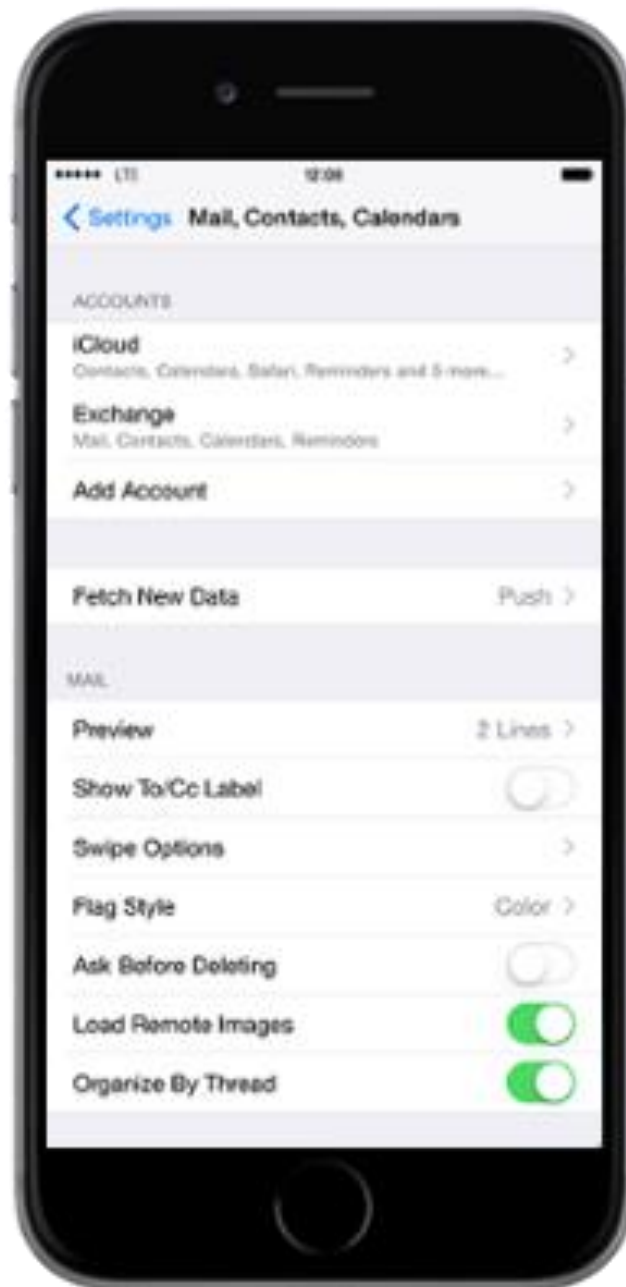 LTE
12:08
Settings Mail, Contacts, Calendars
ACCOUNTS
iCloud
Contacts, Calendars, Safari, Reminders and 5 more...
Exchange
Mail, Contacts, Calendars, Reminders
Add Account
Fetch New Data Push
MAIL
Preview 2 Lines
Show To/Cc Label
Swipe Options
Flag Style Color
Ask Before Deleting
Load Remote Images
Organize By Thread